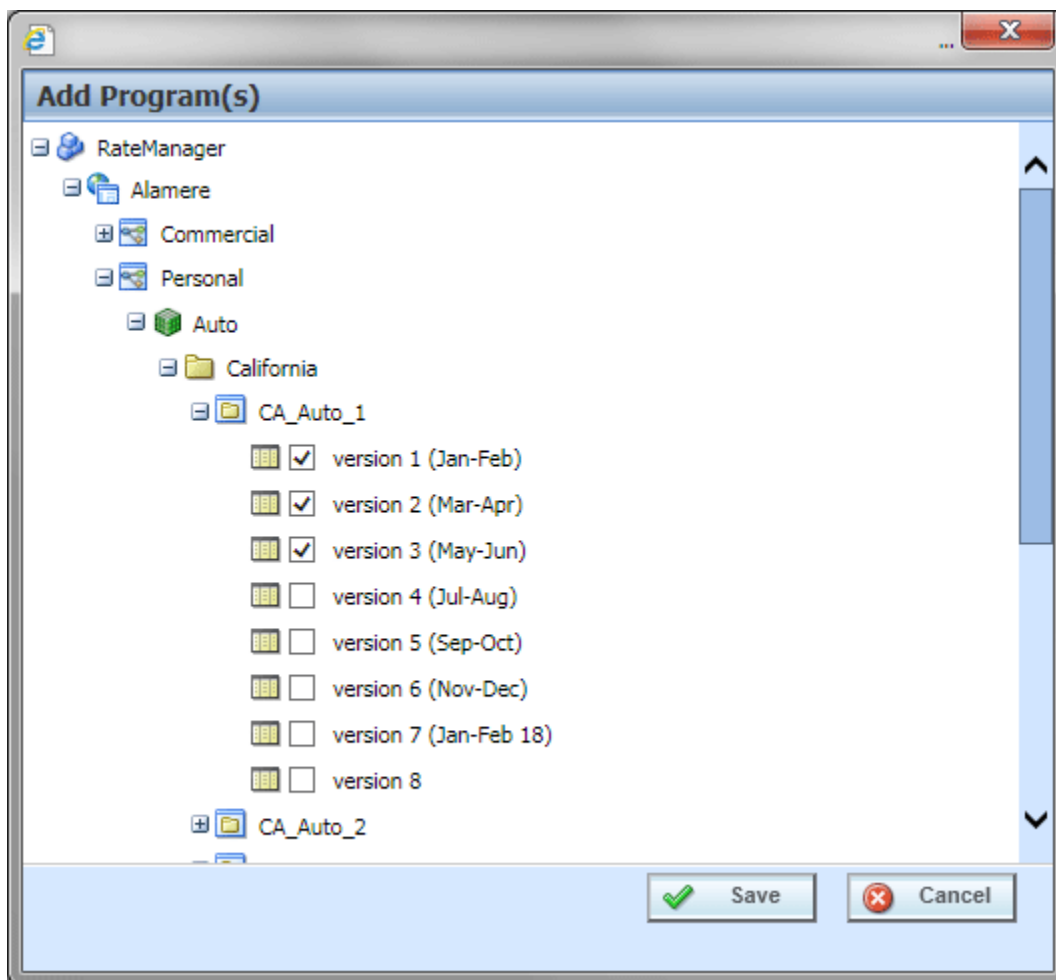 ...
Add Program(s)
RateManager
Alamere
Commercial
Personal
Auto
California
CA_Auto_1
version 1 (Jan-Feb)
version 2 (Mar-Apr)
version 3 (May-Jun)
version 4 (Jul-Aug)
version 5 (Sep-Oct)
version 6 (Nov-Dec)
version 7 (Jan-Feb 18)
version 8
CA_Auto_2
Save
Cancel